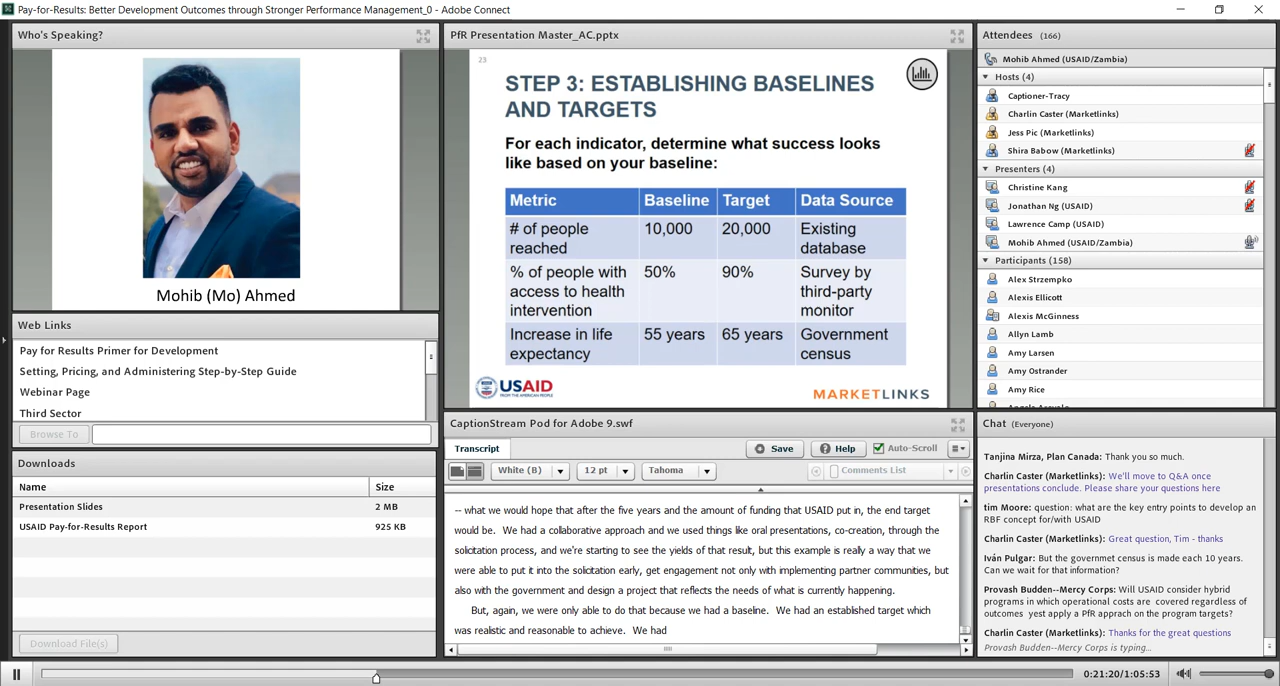 Pay-for-Results: Better Development Outcomes through Stronger Performance Management_0 - Adobe Connect
Who's Speaking?
Mohib (Mo) Ahmed
Web Links
Pay for Results Primer for Development
Setting, Pricing, and Administering Step-by-Step Guide
Webinar Page
Third Sector
Browse To
Downloads
Name Size
Presentation Slides 2 MB
USAID Pay-for-Results Report 925 KB
Download File(s)
PfR Presentation Master_AC.pptx
23
STEP 3: ESTABLISHING BASELINES
AND TARGETS
For each indicator, determine what success looks
like based on your baseline:
Metric Baseline Target Data Source
# of people 10,000 20,000 Existing
reached database
% of people with 50% 90% Survey by
access to health third-party
intervention monitor
Increase in life 55 years 65 years Government
expectancy census
USAID
FROM THE AMERICAN PEOPLE
MARKETLINKS
CaptionStream Pod for Adobe 9.swf
Transcript Save Help Auto-Scroll
White (B) 12 pt Tahoma Comments List
-- what we would hope that after the five years and the amount of funding that USAID put in, the end target
would be. We had a collaborative approach and we used things like oral presentations, co-creation, through the
solicitation process, and we're starting to see the yields of that result, but this example is really a way that we
were able to put it into the solicitation early, get engagement not only with implementing partner communities, but
also with the government and design a project that reflects the needs of what is currently happening.
But, again, we were only able to do that because we had a baseline. We had an established target which
was realistic and reasonable to achieve. We had
Attendees (166)
Mohib Ahmed (USAID/Zambia)
Hosts (4)
Captioner-Tracy
Charlin Caster (Marketlinks)
Jess Pic (Marketlinks)
Shira Babow (Marketlinks)
Presenters (4)
Christine Kang
Jonathan Ng (USAID)
Lawrence Camp (USAID)
Mohib Ahmed (USAID/Zambia)
Participants (158)
Alex Strzempko
Alexis Ellicott
Alexis McGinness
Allyn Lamb
Amy Larsen
Amy Ostrander
Amy Rice
Chat (Everyone)
Tanjina Mirza, Plan Canada: Thank you so much.
Charlin Caster (Marketlinks): We'll move to Q&A once
presentations conclude. Please share your questions here
tim Moore: question: what are the key entry points to develop an
RBF concept for/with USAID
Charlin Caster (Marketlinks): Great question, Tim - thanks
Iván Pulgar: But the governmet census is made each 10 years.
Can we wait for that information?
Provash Budden--Mercy Corps: Will USAID consider hybrid
programs in which operational costs are covered regardless of
outcomes yest apply a PfR apprach on the program targets?
Charlin Caster (Marketlinks): Thanks for the great questions
Provash Budden--Mercy Corps is typing...
0:21:20/1:05:53